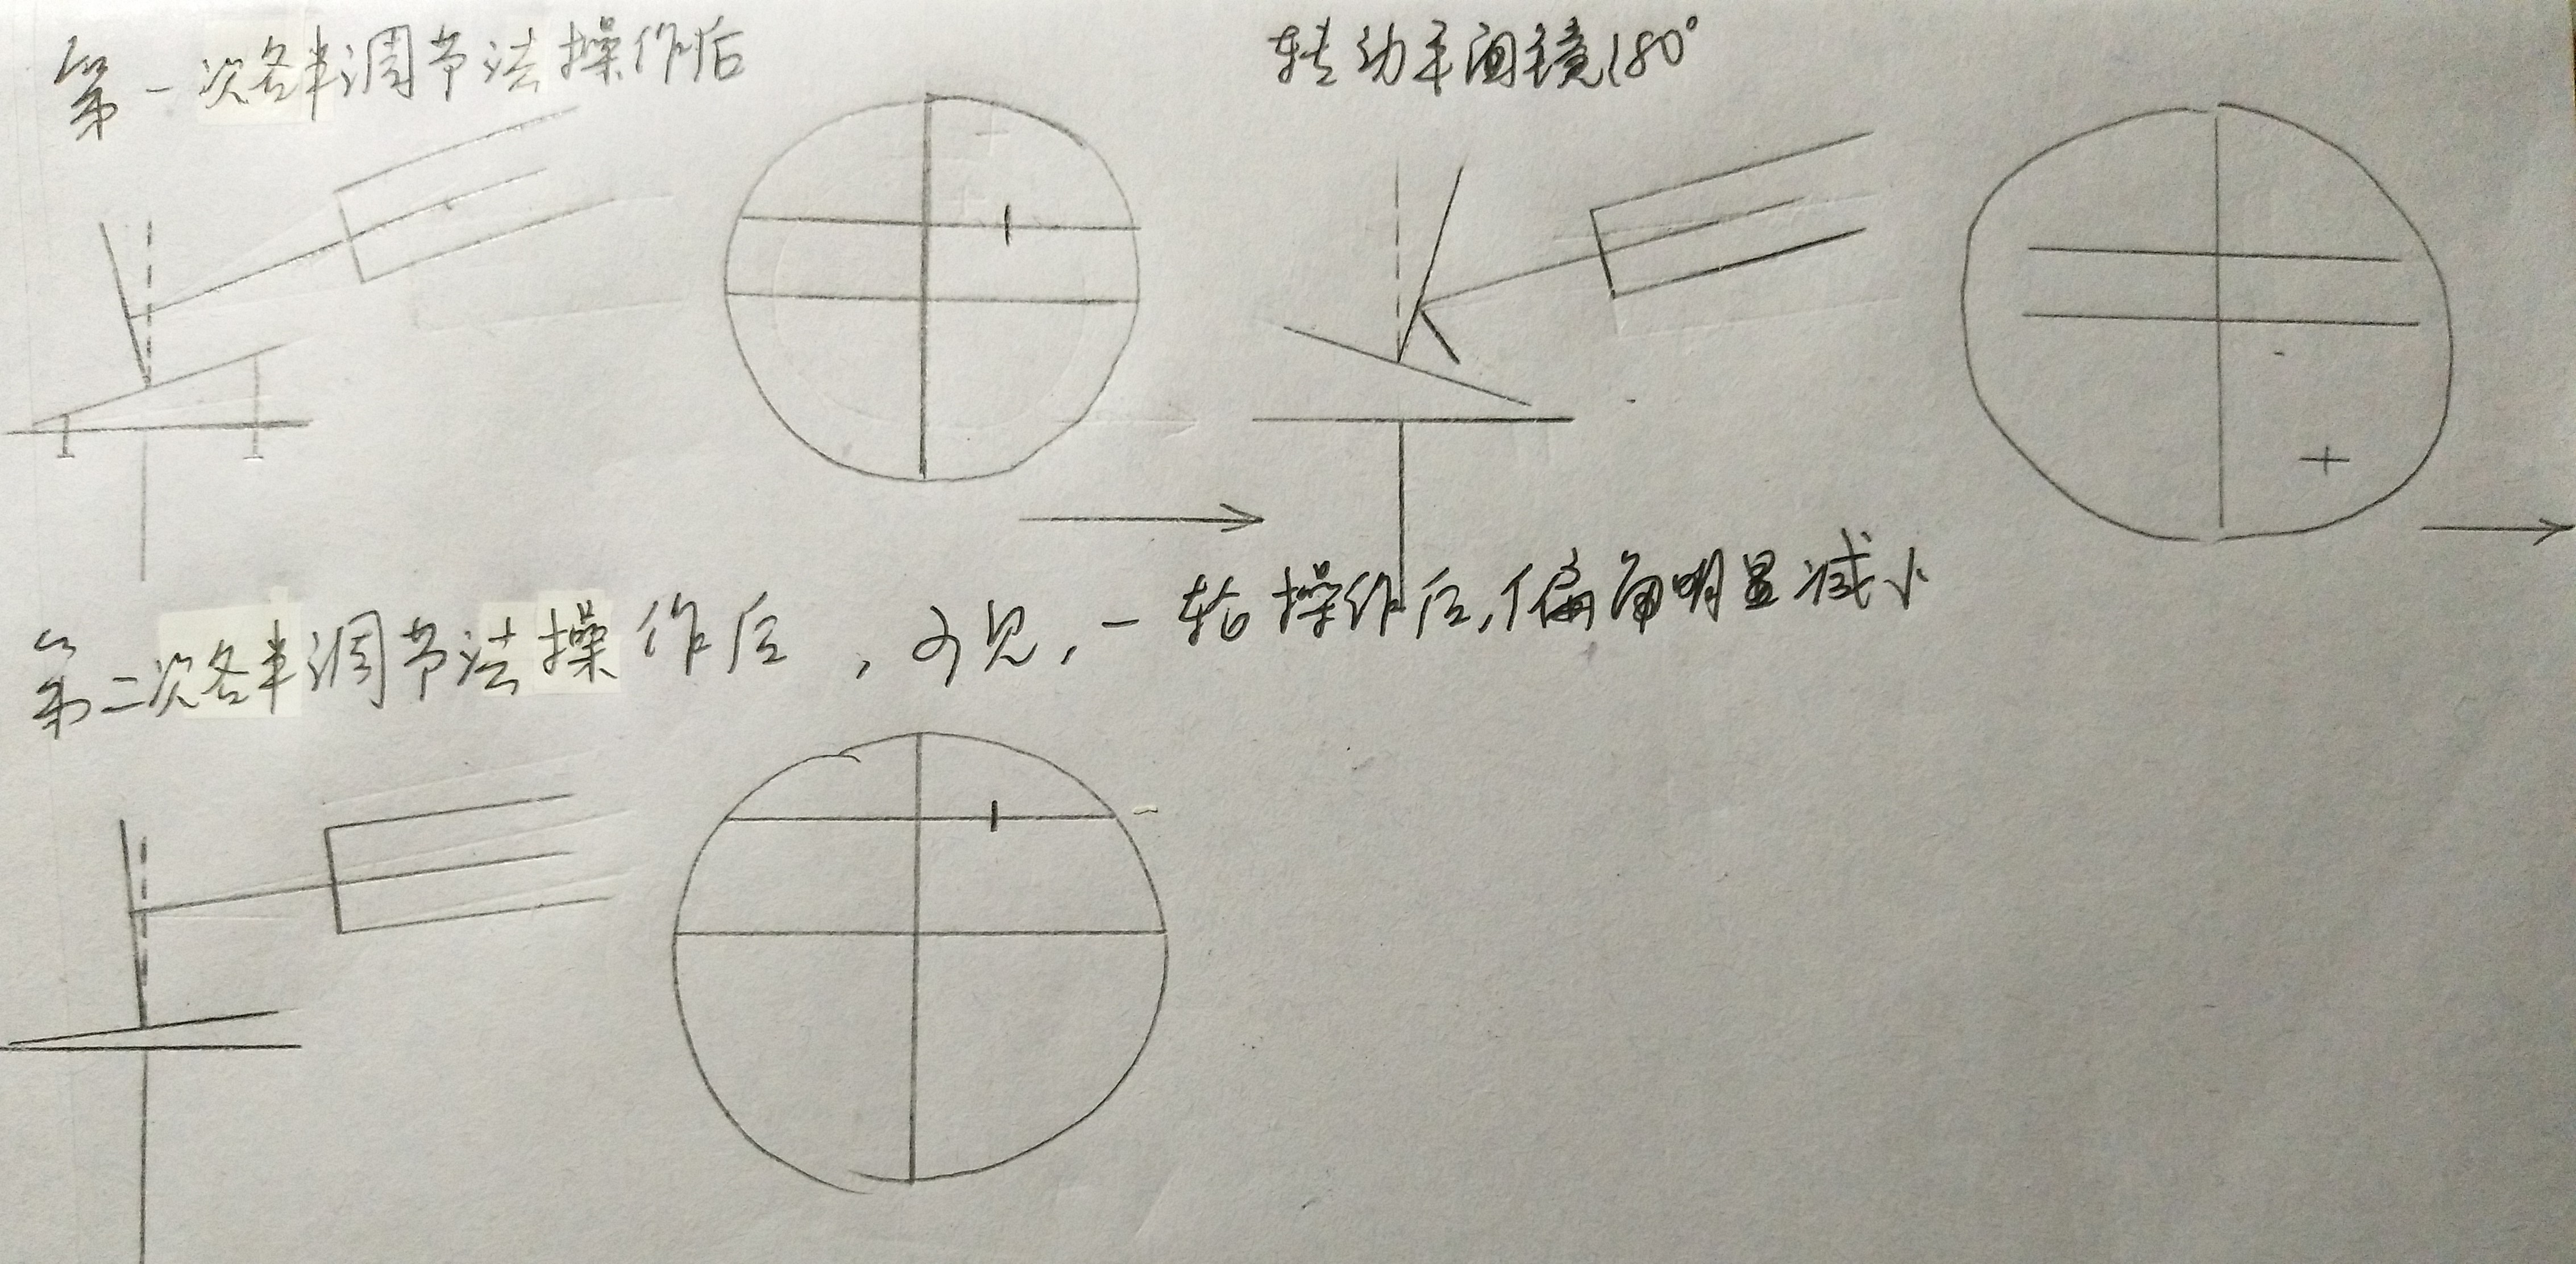 第一次各半调节法操作后
转动平面镜180°
第二次各半调节法操作后，可见，一轮操作后，偏角明显减小